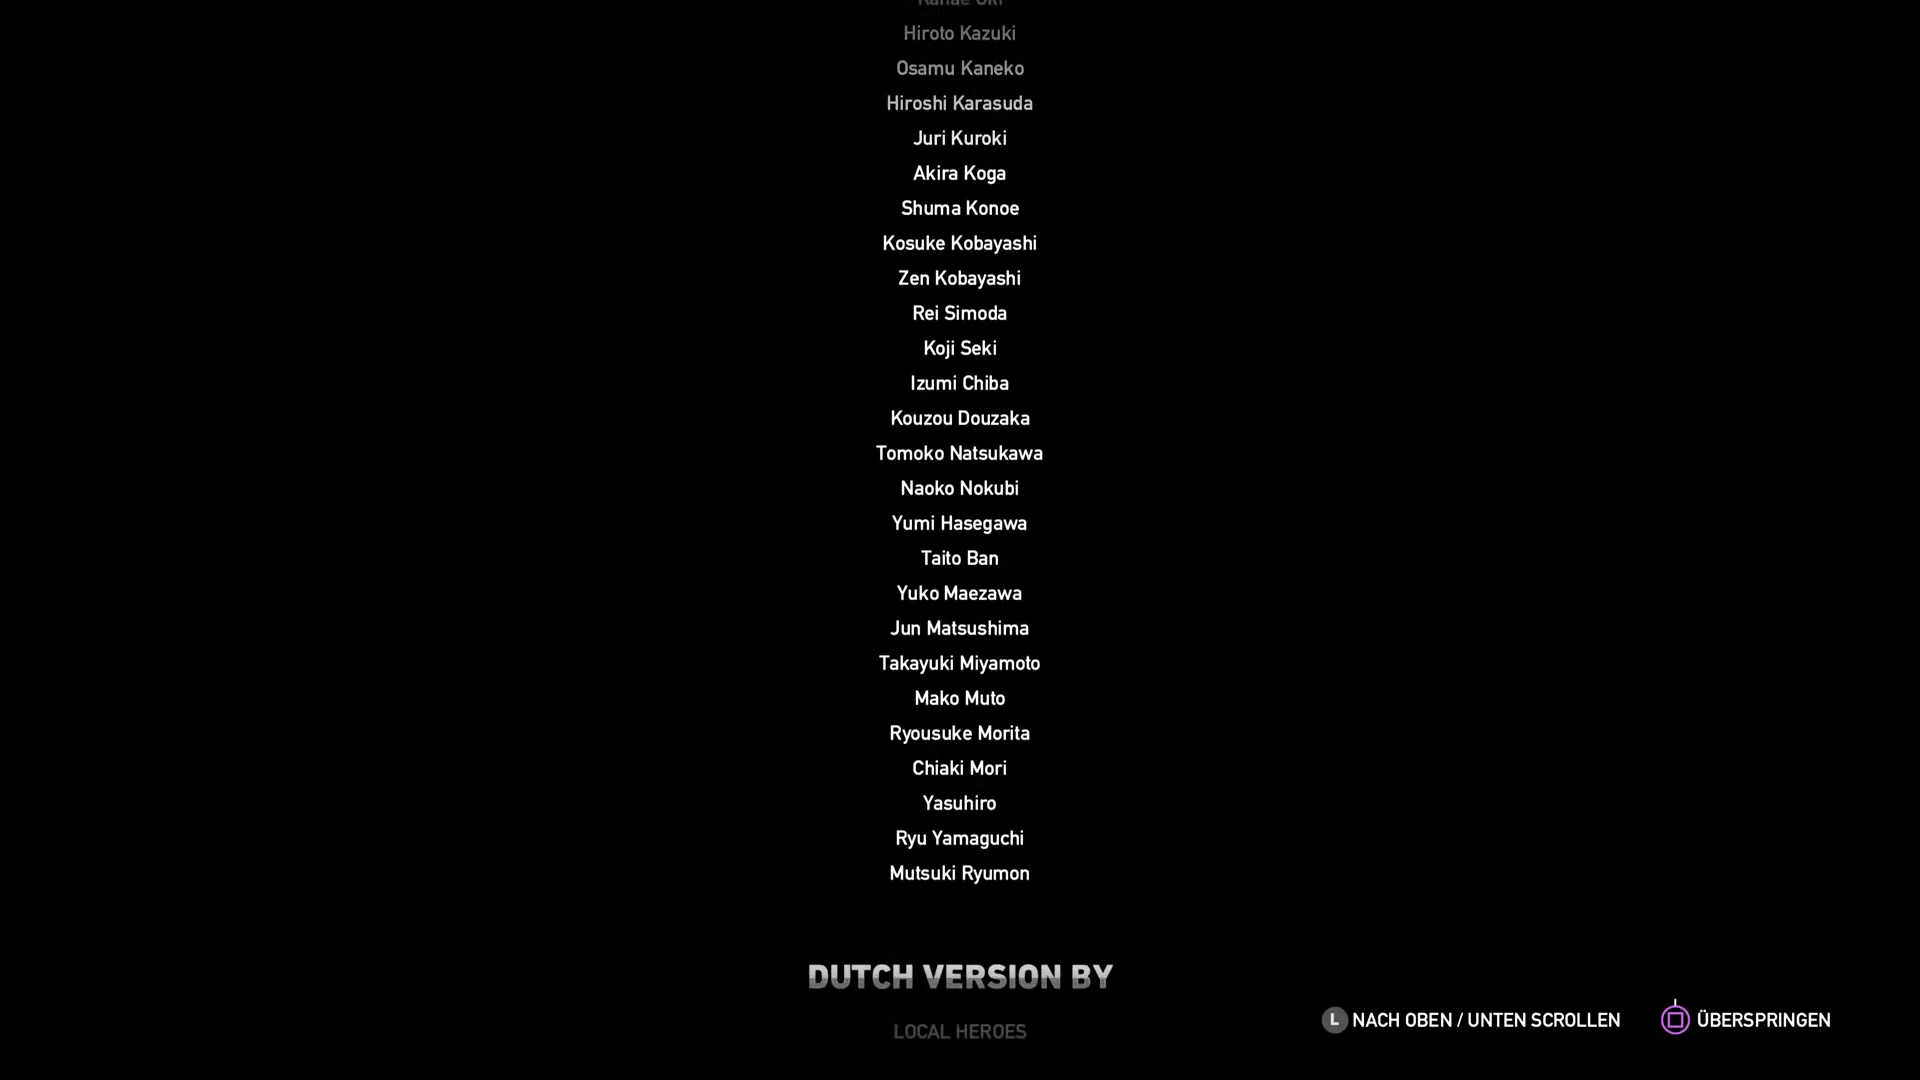 Hiroto Kazuki
Osamu Kaneko
Hiroshi Karasuda
Juri Kuroki
Akira Koga
Shuma Konoe
Kosuke Kobayashi
Zen Kobayashi
Rei Simoda
Koji Seki
Izumi Chiba
Kouzou Douzaka
Tomoko Natsukawa
Naoko Nokubi
Yumi Hasegawa
Taito Ban
Yuko Maezawa
Jun Matsushima
Takayuki Miyamoto
Mako Muto
Ryousuke Morita
Chiaki Mori
Yasuhiro
Ryu Yamaguchi
Mutsuki Ryumon
DUTCH VERSION BY
LOCAL HEROES
L NACH OBEN / UNTEN SCROLLEN ÜBERSPRINGEN